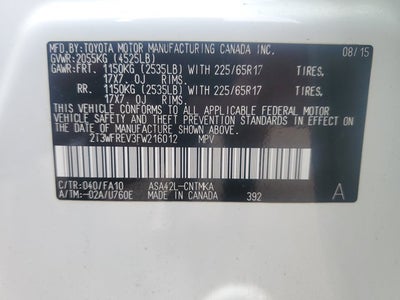 MFD.BY:TOYOTA MOTOR MANUFACTURING CANADA INC. 08/15
GVWR:2055KG (4525LB)
GAWR:FRT. 1150KG (2535LB) WITH 225/65R17 TIRES,
17X7.0J RIMS,
RR. 1150KG (2535LB) WITH 225/65R17 TIRES,
17X7.0J RIMS.
THIS VEHICLE CONFORMS TO ALL APPLICABLE FEDERAL MOTOR
VEHICLE SAFETY AND BUMPER STANDARDS IN EFFECT ON THE
DATE OF MANUFACTURE SHOWN ABOVE.
2T3WFREV3FW216012 MPV
C/TR:040/FA10 ASA42L-CNTMKA
A/TM:-02A/U760E MADE IN CANADA 392 A